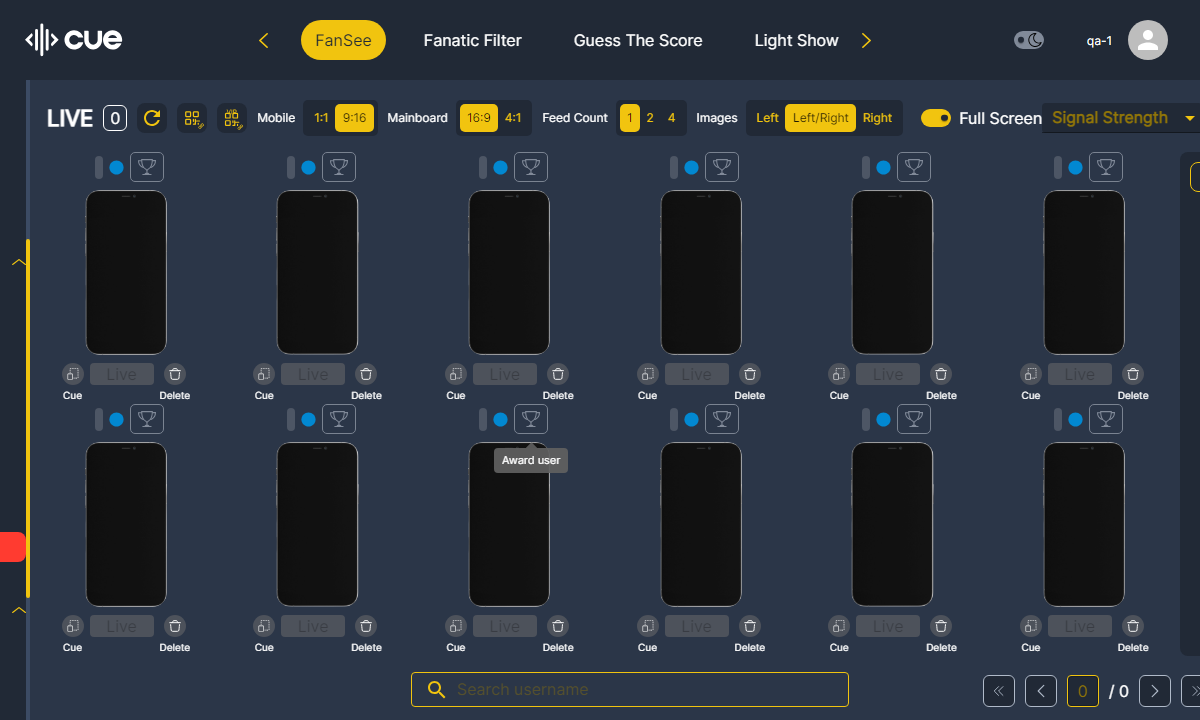 cue FanSee Fanatic Filter Guess The Score Light Show qa-1
LIVE 0 Mobile 1:1 9:16 Mainboard 16:9 4:1 Feed Count 1 2 4 Images Left Left/Right Right Full Screen Signal Strength
Live Live Live Live Live Live
Cue Delete Cue Delete Cue Delete Cue Delete Cue Delete Cue Delete
Award user
Live Live Live Live Live Live
Cue Delete Cue Delete Cue Delete Cue Delete Cue Delete Cue Delete
Search username 0 / 0